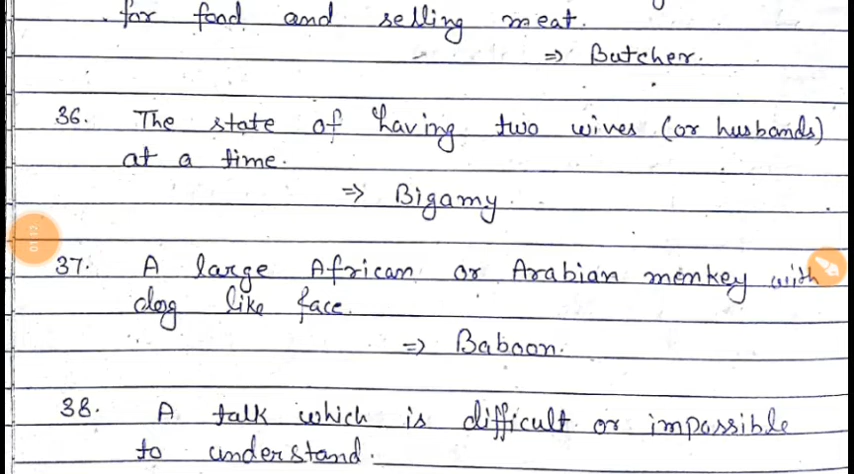 for food and selling meat.
=> Butcher.
36. The state of having two wives (or husbands)
at a time.
=> Bigamy.
37. A large African or Arabian monkey with
dog like face.
=> Baboon.
38. A talk which is difficult or impossible
to understand.